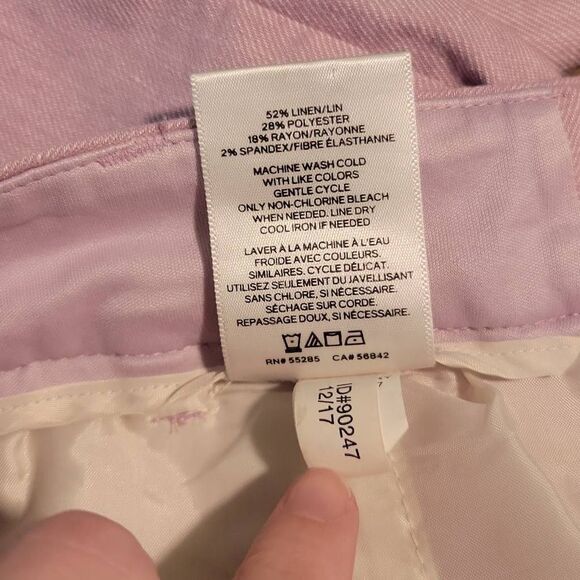 52% LINEN/LIN
28% POLYESTER
18% RAYON/RAYONNE
2% SPANDEX/FIBRE ÉLASTHANNE
MACHINE WASH COLD
WITH LIKE COLORS
GENTLE CYCLE
ONLY NON-CHLORINE BLEACH
WHEN NEEDED. LINE DRY
COOL IRON IF NEEDED
LAVER À LA MACHINE À L'EAU
FROIDE AVEC COULEURS.
SIMILAIRES. CYCLE DÉLICAT.
UTILISEZ SEULEMENT DU JAVELLISANT
SANS CHLORE, SI NÉCESSAIRE.
SÉCHAGE SUR CORDE.
REPASSAGE DOUX, SI NÉCESSAIRE.
RN# 55285 CA# 56842
ID#90247
12/17